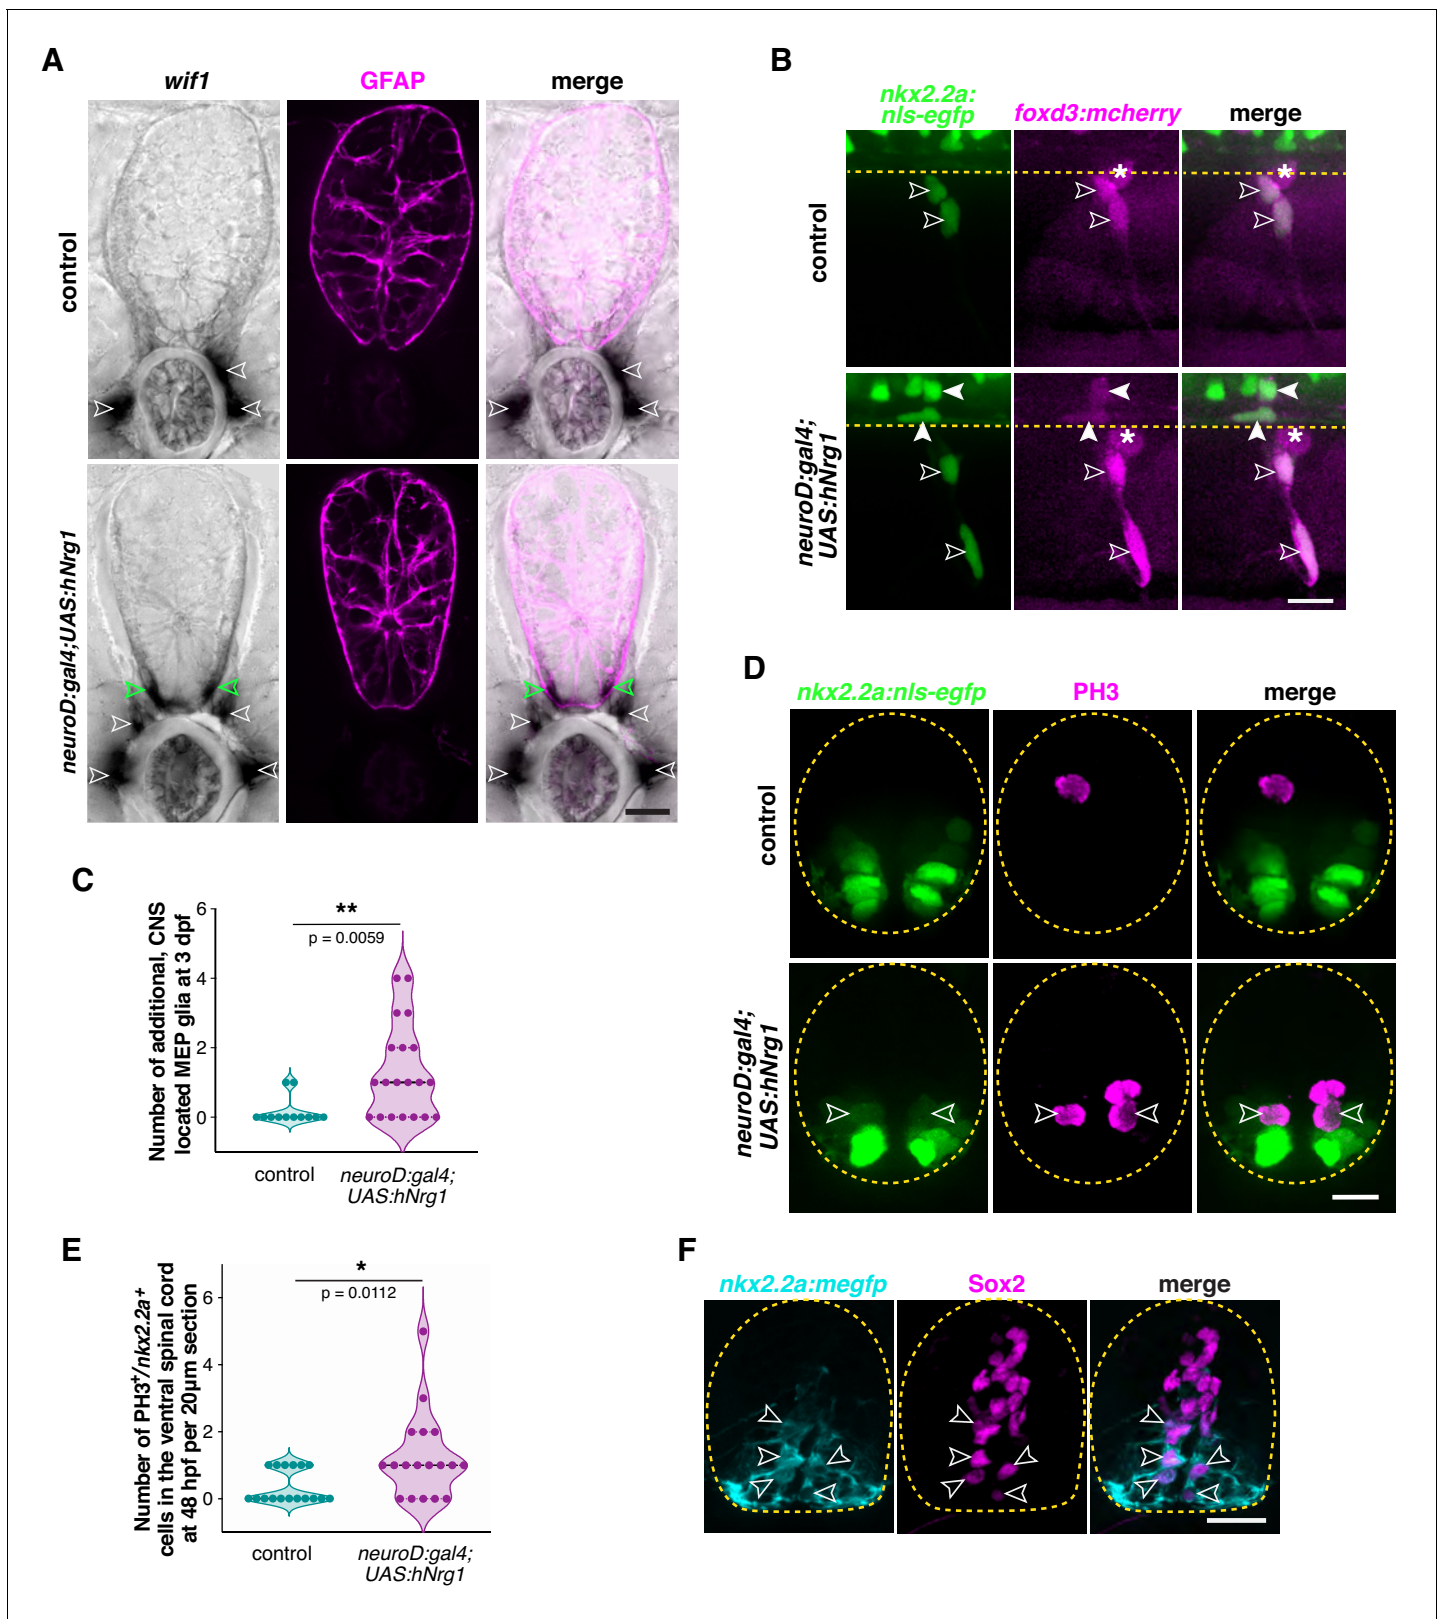 A
wif1
GFAP
merge
control
neuroD:gal4;UAS:hNrg1
B
nkx2.2a:
nls-egfp
foxd3:mcherry
merge
control
*
*
neuroD:gal4;
UAS:hNrg1
*
*
C
Number of additional, CNS
located MEP glia at 3 dpf
6
4
2
0
**
p = 0.0059
control
neuroD:gal4;
UAS:hNrg1
D
nkx2.2a:nls-egfp
PH3
merge
control
neuroD:gal4;
UAS:hNrg1
E
Number of PH3+/nkx2.2a+
cells in the ventral spinal cord
at 48 hpf per 20µm section
6
4
2
0
*
p = 0.0112
control
neuroD:gal4;
UAS:hNrg1
F
nkx2.2a:megfp
Sox2
merge